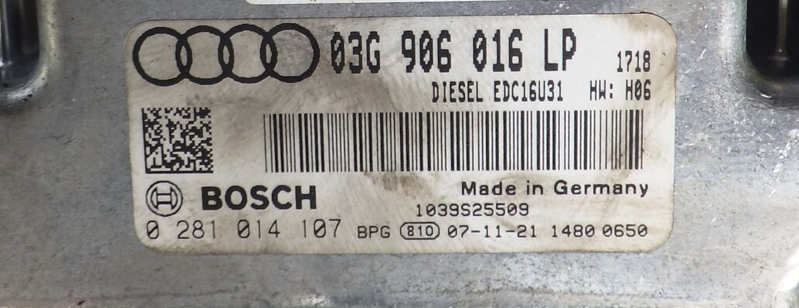 03G 906 016 LP 1718
DIESEL EDC16U31 HW: H06
BOSCH Made in Germany
1039S25509
0 281 014 107 BPG 810 07-11-21 1480 0650